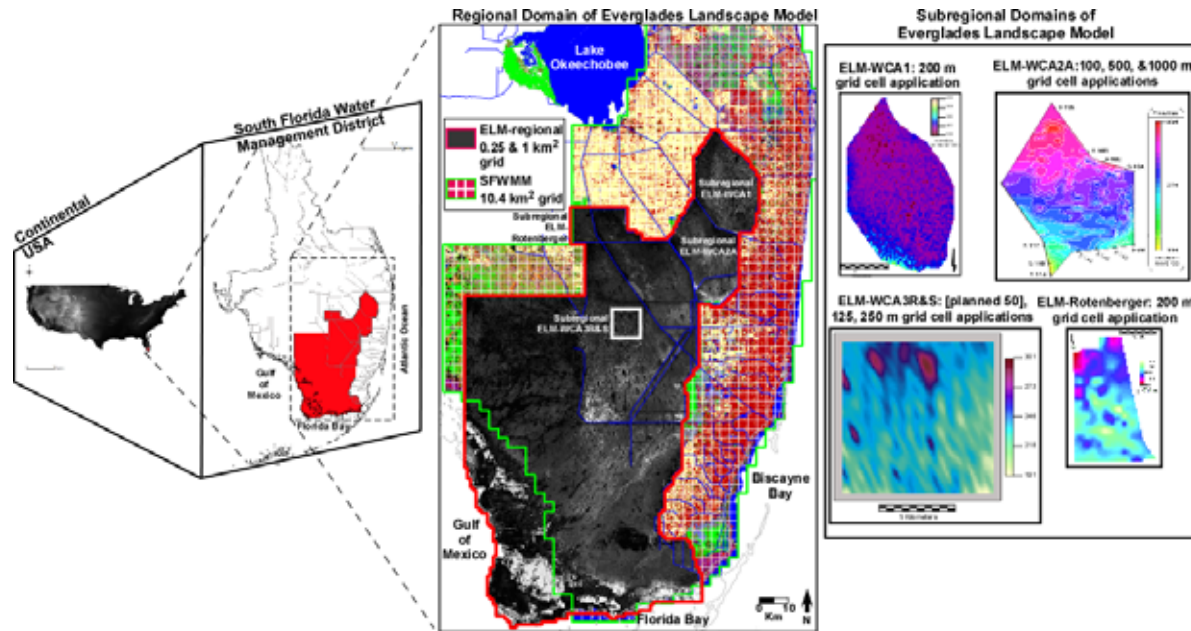 Continental
USA
South Florida Water
Management District
Gulf
of
Mexico
Florida Bay
Atlantic Ocean
Regional Domain of Everglades Landscape Model
Lake
Okeechobee
ELM-regional
0.25 & 1 km²
grid
SFWMM
10.4 km² grid
Subregional
ELM-
Rotenberger
Subregional
ELM-WCA1
Subregional
ELM-WCA2A
Subregional
ELM-WCA3R&S
Biscayne
Bay
Gulf
of
Mexico
Florida Bay
0 10
Km
N
Subregional Domains of
Everglades Landscape Model
ELM-WCA1: 200 m
grid cell application
ELM-WCA2A:100, 500, &1000 m
grid cell applications
ELM-WCA3R&S: [planned 50],
125, 250 m grid cell applications
ELM-Rotenberger: 200 m
grid cell application